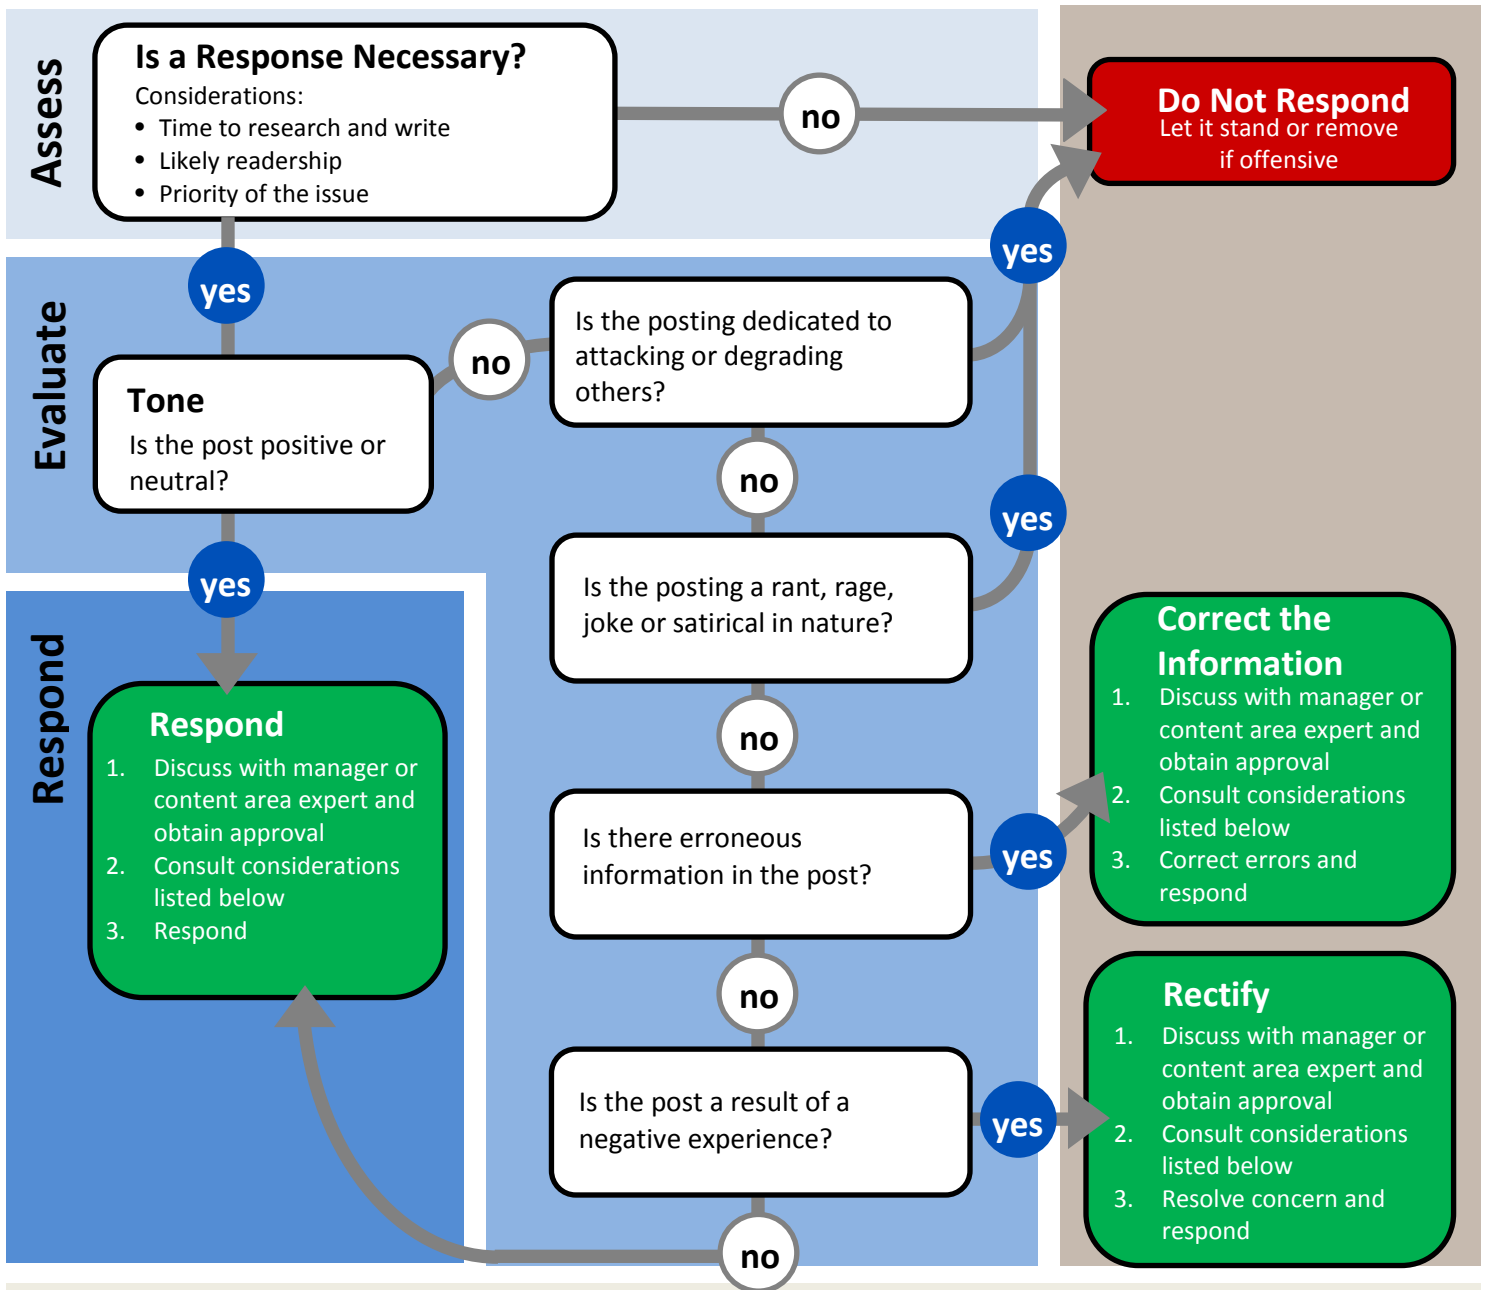 Assess
Is a Response Necessary?
Considerations:
• Time to research and write
• Likely readership
• Priority of the issue
no
Do Not Respond
Let it stand or remove
if offensive
yes
yes
Evaluate
Tone
Is the post positive or
neutral?
no
Is the posting dedicated to
attacking or degrading
others?
no
yes
yes
Is the posting a rant, rage,
joke or satirical in nature?
no
Respond
Respond
1. Discuss with manager or
content area expert and
obtain approval
2. Consult considerations
listed below
3. Respond
Is there erroneous
information in the post?
yes
Correct the
Information
1. Discuss with manager or
content area expert and
obtain approval
2. Consult considerations
listed below
3. Correct errors and
respond
no
Is the post a result of a
negative experience?
yes
Rectify
1. Discuss with manager or
content area expert and
obtain approval
2. Consult considerations
listed below
3. Resolve concern and
respond
no